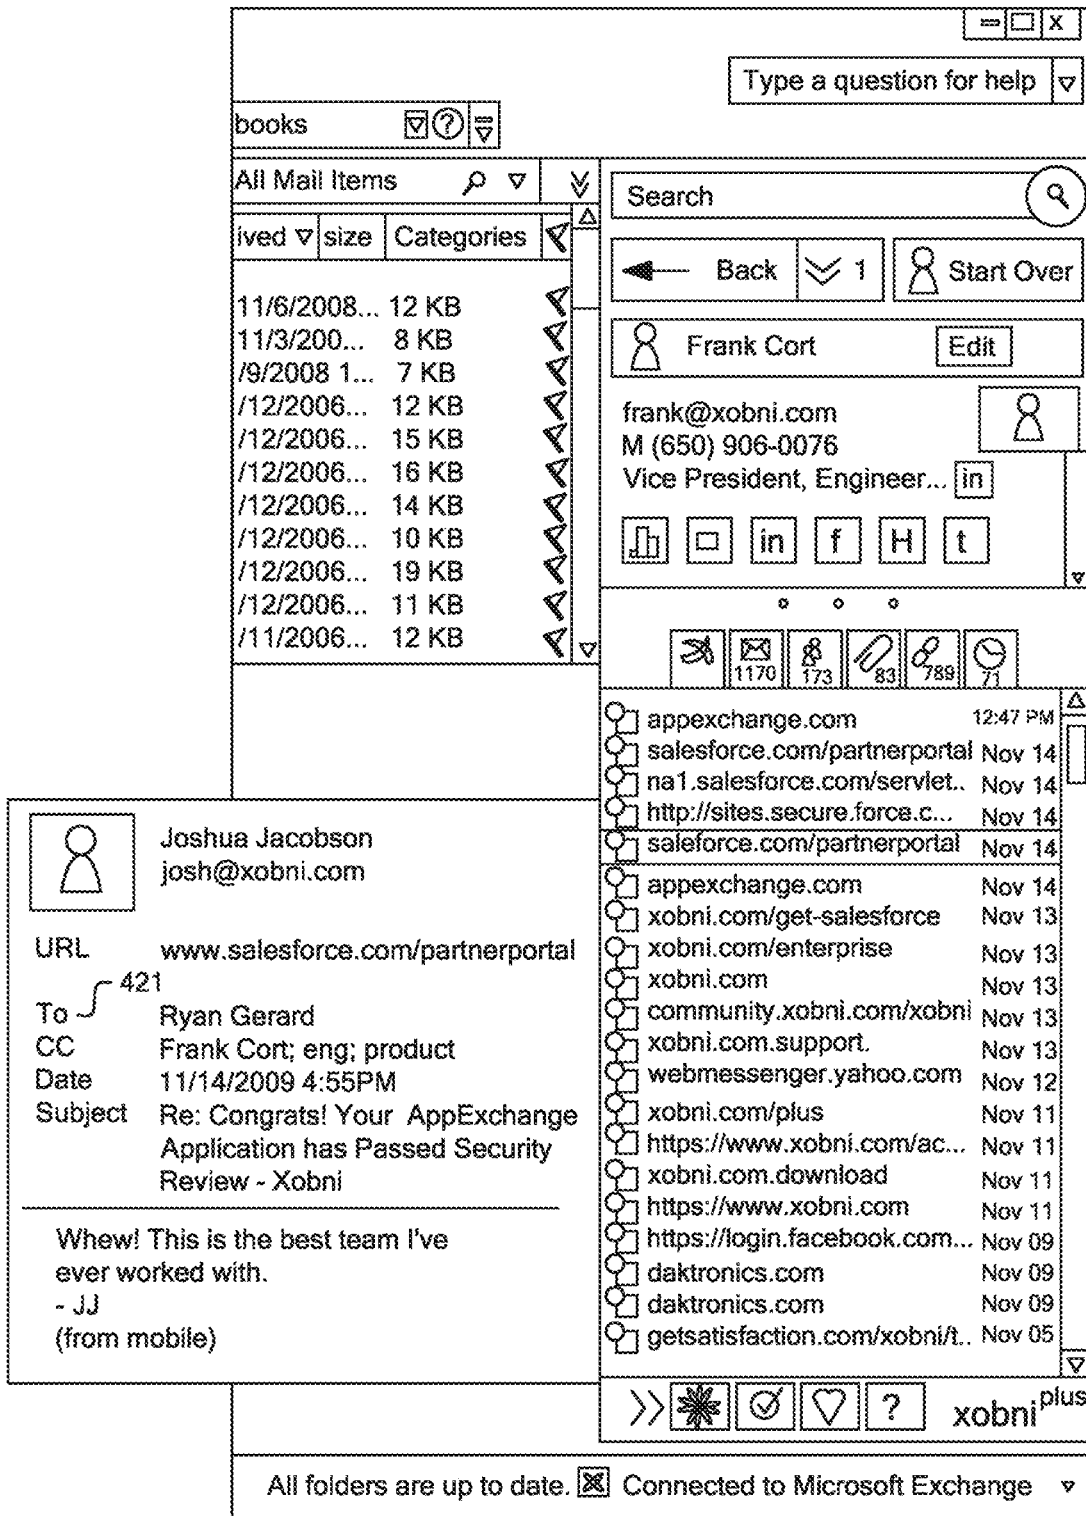 x
Type a question for help
books ?
All Mail Items
ived size Categories
11/6/2008... 12 KB
11/3/200... 8 KB
/9/2008 1... 7 KB
/12/2006... 12 KB
/12/2006... 15 KB
/12/2006... 16 KB
/12/2006... 14 KB
/12/2006... 10 KB
/12/2006... 19 KB
/12/2006... 11 KB
/11/2006... 12 KB
Search
Back 1 Start Over
Frank Cort Edit
frank@xobni.com
M (650) 906-0076
Vice President, Engineer... in
in f H t
1170 173 83 789 71
appexchange.com 12:47 PM
salesforce.com/partnerportal Nov 14
na1.salesforce.com/servlet.. Nov 14
http://sites.secure.force.c... Nov 14
saleforce.com/partnerportal Nov 14
appexchange.com Nov 14
xobni.com/get-salesforce Nov 13
xobni.com/enterprise Nov 13
xobni.com Nov 13
community.xobni.com/xobni Nov 13
xobni.com.support. Nov 13
webmessenger.yahoo.com Nov 12
xobni.com/plus Nov 11
https://www.xobni.com/ac... Nov 11
xobni.com.download Nov 11
https://www.xobni.com Nov 11
https://login.facebook.com... Nov 09
daktronics.com Nov 09
daktronics.com Nov 09
getsatisfaction.com/xobni/t.. Nov 05
? xobni plus
Joshua Jacobson
josh@xobni.com
URL www.salesforce.com/partnerportal
421
To Ryan Gerard
CC Frank Cort; eng; product
Date 11/14/2009 4:55PM
Subject Re: Congrats! Your AppExchange
Application has Passed Security
Review - Xobni
Whew! This is the best team I've
ever worked with.
- JJ
(from mobile)
All folders are up to date. Connected to Microsoft Exchange